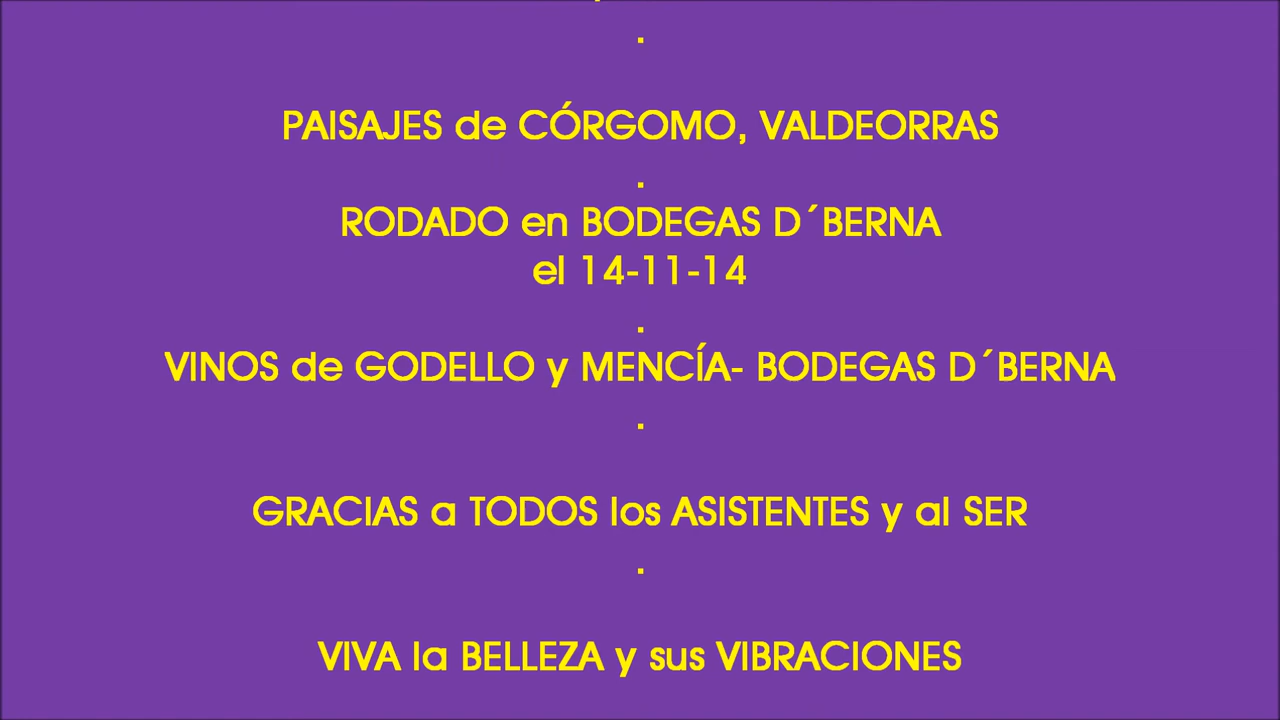 .
PAISAJES de CÓRGOMO, VALDEORRAS
.
RODADO en BODEGAS D´BERNA
el 14-11-14
.
VINOS de GODELLO y MENCÍA- BODEGAS D´BERNA
.
GRACIAS a TODOS los ASISTENTES y al SER
.
VIVA la BELLEZA y sus VIBRACIONES